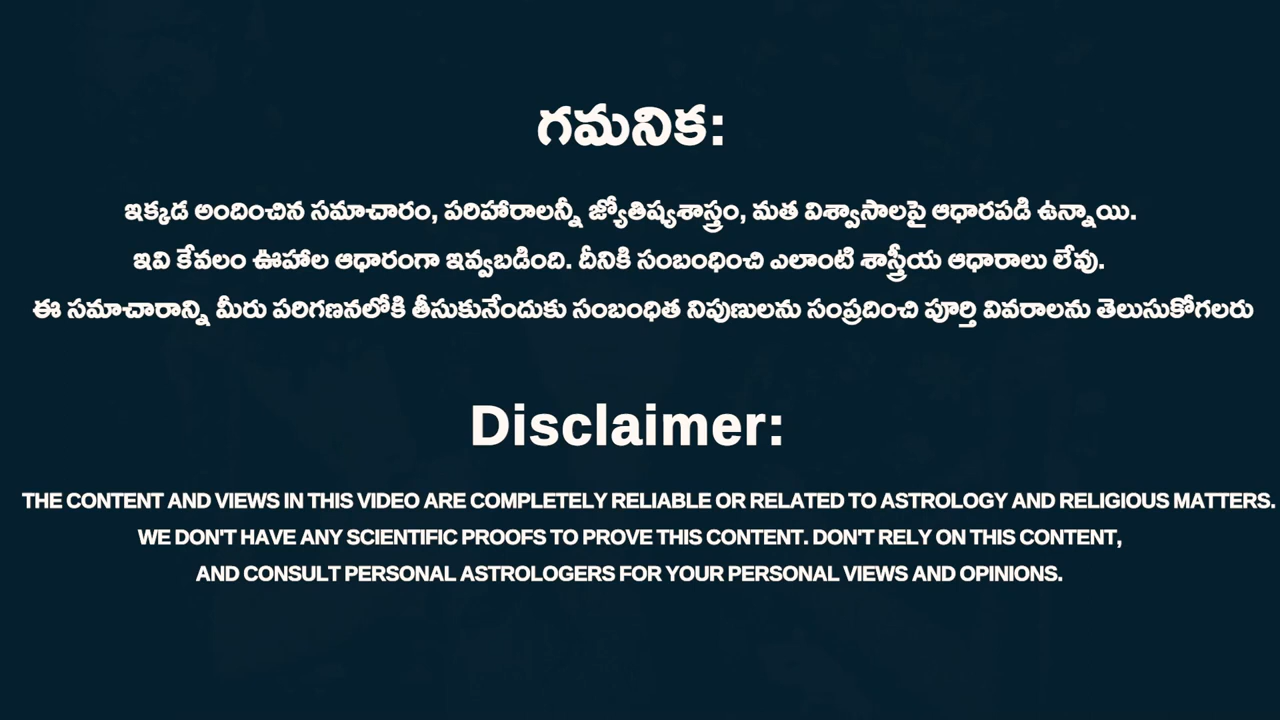 గమనిక:
ఇక్కడ అందించిన సమాచారం, పరిహారాలన్నీ జ్యోతిష్యశాస్త్రం, మత విశ్వాసాలపై ఆధారపడి ఉన్నాయి.
ఇవి కేవలం ఊహాల ఆధారంగా ఇవ్వబడింది. దీనికి సంబంధించి ఎలాంటి శాస్త్రీయ ఆధారాలు లేవు.
ఈ సమాచారాన్ని మీరు పరిగణనలోకి తీసుకునేందుకు సంబంధిత నిపుణులను సంప్రదించి పూర్తి వివరాలను తెలుసుకోగలరు
Disclaimer:
THE CONTENT AND VIEWS IN THIS VIDEO ARE COMPLETELY RELIABLE OR RELATED TO ASTROLOGY AND RELIGIOUS MATTERS.
WE DON'T HAVE ANY SCIENTIFIC PROOFS TO PROVE THIS CONTENT. DON'T RELY ON THIS CONTENT,
AND CONSULT PERSONAL ASTROLOGERS FOR YOUR PERSONAL VIEWS AND OPINIONS.